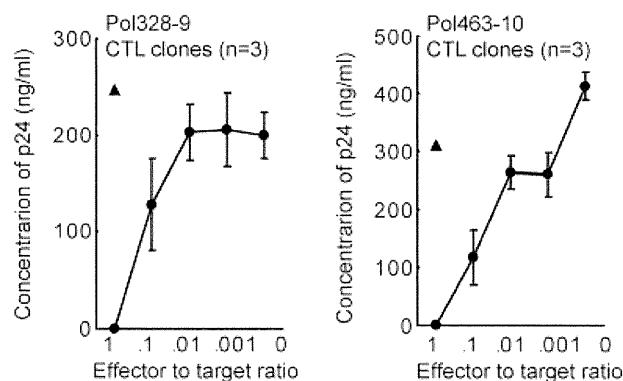 Pol328-9
CTL clones (n=3)
300
200
100
0
Concentrarion of p24 (ng/ml)
1 .1 .01 .001 0
Effector to target ratio
Pol463-10
CTL clones (n=3)
500
400
300
200
100
0
Concentrarion of p24 (ng/ml)
1 .1 .01 .001 0
Effector to target ratio